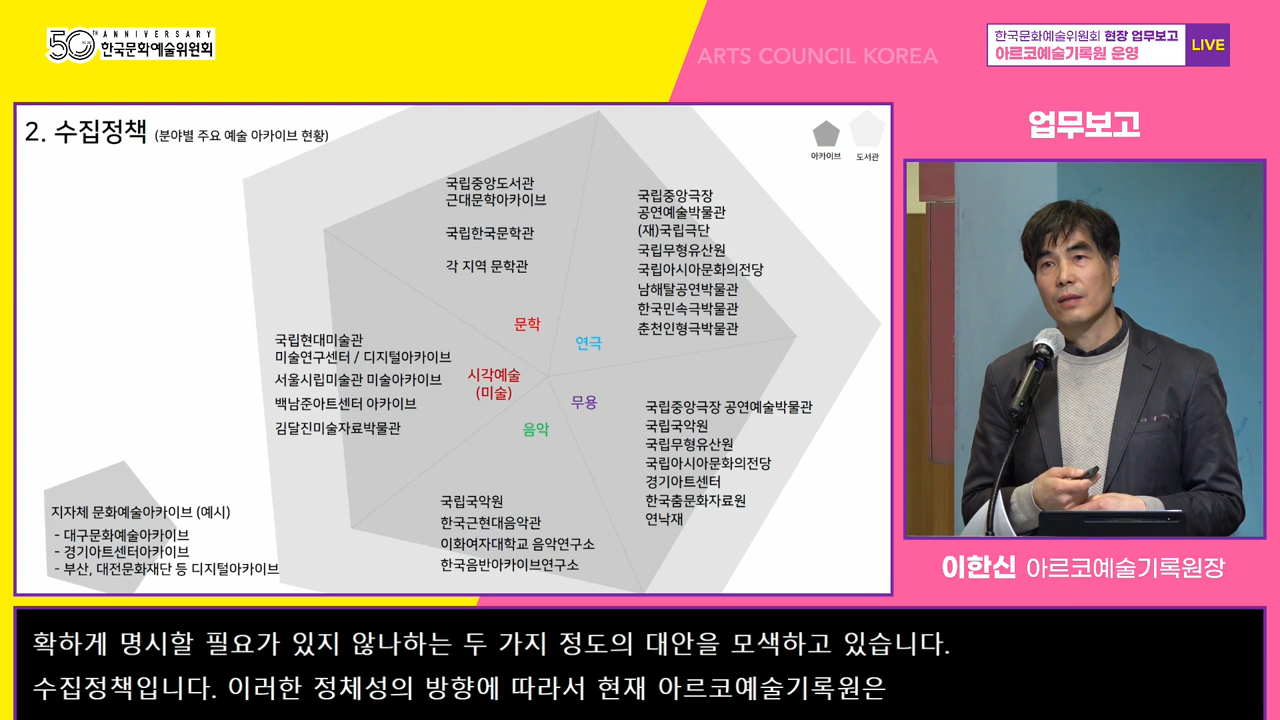 50TH ANNIVERSARY
한국문화예술위원회
ARTS COUNCIL KOREA
한국문화예술위원회 현장 업무보고
아르코예술기록원 운영
LIVE
업무보고
2. 수집정책 (분야별 주요 예술 아카이브 현황)
아카이브
도서관
국립중앙도서관
근대문학아카이브
국립한국문학관
각 지역 문학관
국립중앙극장
공연예술박물관
(재)국립극단
국립무형유산원
국립아시아문화의전당
남해탈공연박물관
한국민속극박물관
춘천인형극박물관
문학
연극
시각예술
(미술)
무용
음악
국립현대미술관
미술연구센터 / 디지털아카이브
서울시립미술관 미술아카이브
백남준아트센터 아카이브
김달진미술자료박물관
국립중앙극장 공연예술박물관
국립국악원
국립무형유산원
국립아시아문화의전당
경기아트센터
한국춤문화자료원
연낙재
국립국악원
한국근현대음악관
이화여자대학교 음악연구소
한국음반아카이브연구소
지자체 문화예술아카이브 (예시)
- 대구문화예술아카이브
- 경기아트센터아카이브
- 부산, 대전문화재단 등 디지털아카이브
이한신 아르코예술기록원장
확하게 명시할 필요가 있지 않나하는 두 가지 정도의 대안을 모색하고 있습니다.
수집정책입니다. 이러한 정체성의 방향에 따라서 현재 아르코예술기록원은